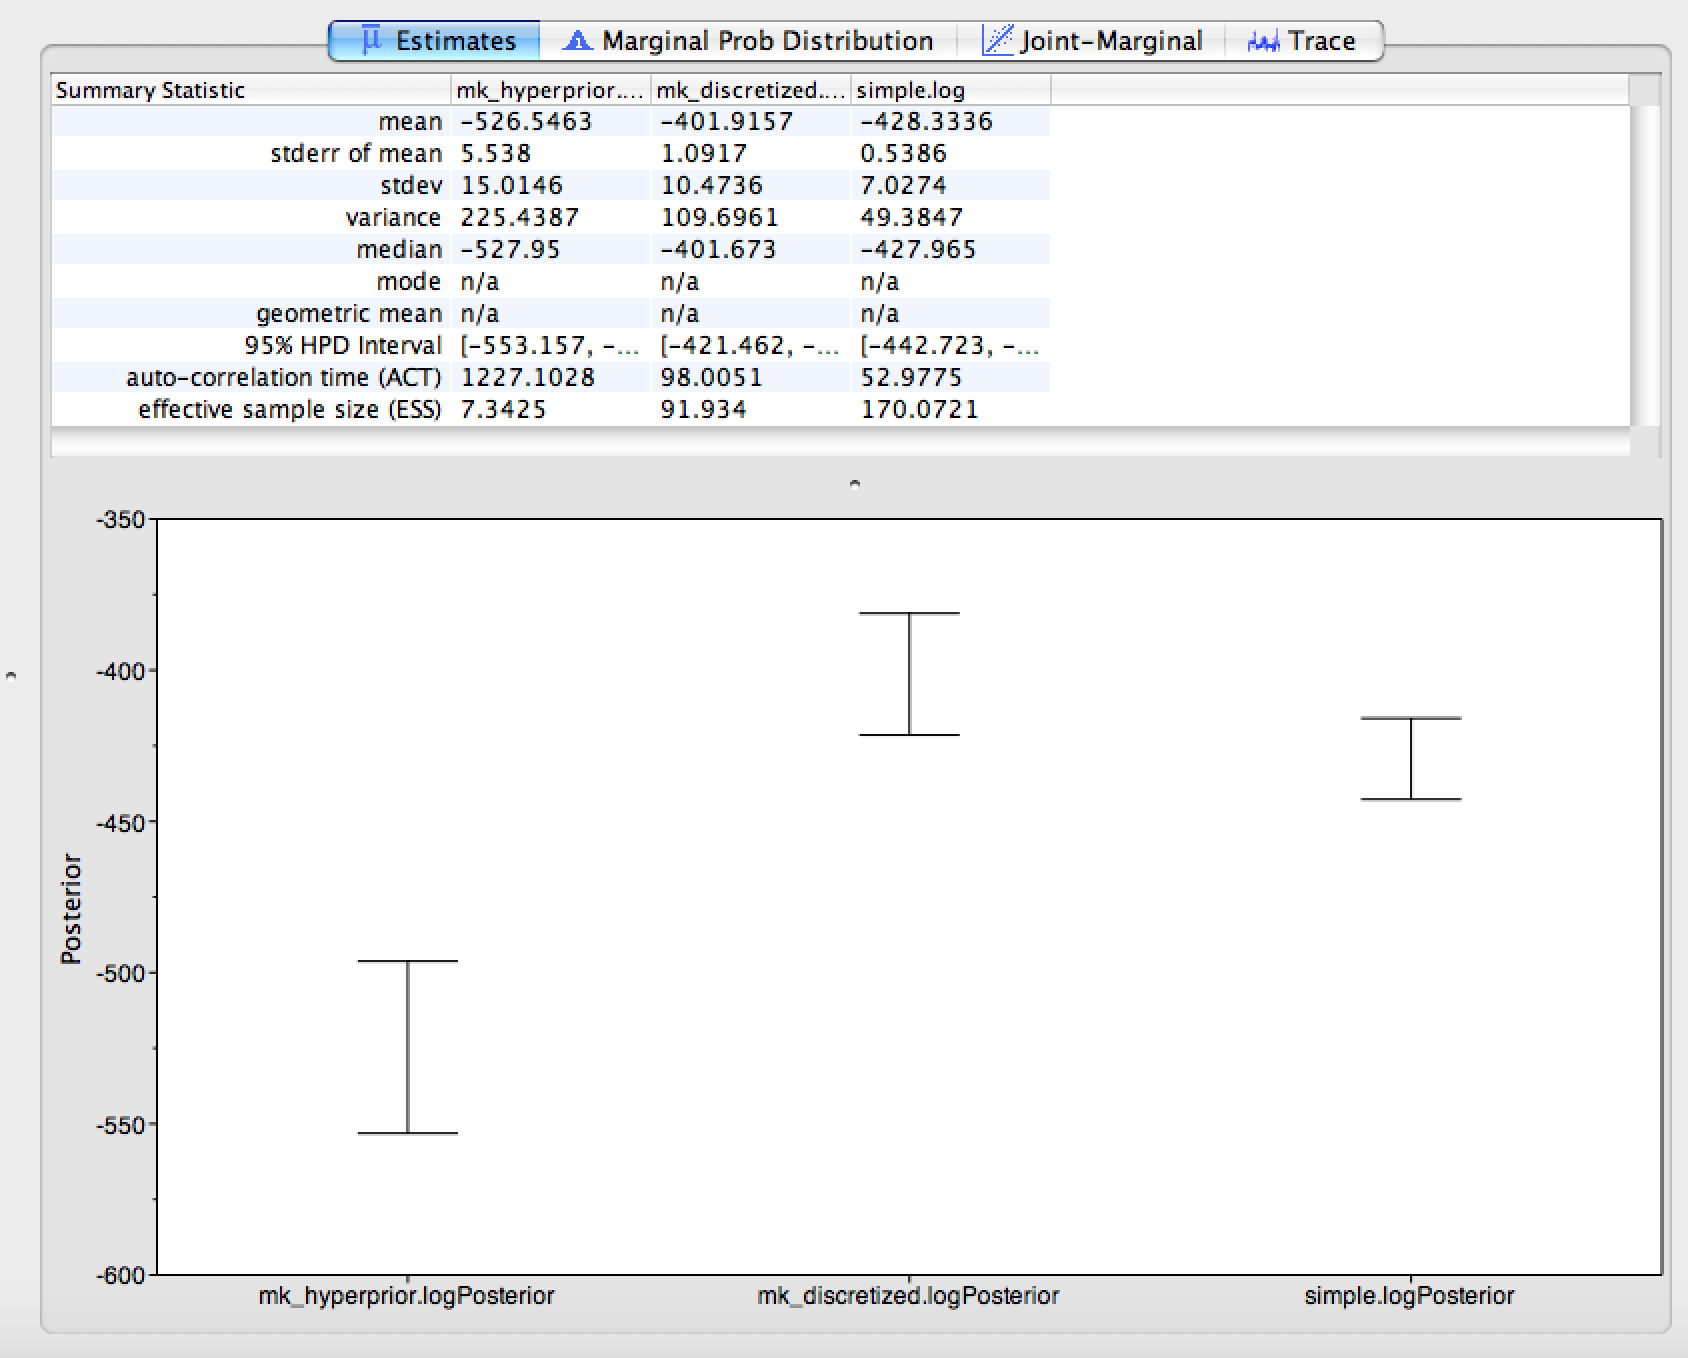 Estimates Marginal Prob Distribution Joint-Marginal Trace
Summary Statistic mk_hyperprior.... mk_discretized.... simple.log
mean -526.5463 -401.9157 -428.3336
stderr of mean 5.538 1.0917 0.5386
stdev 15.0146 10.4736 7.0274
variance 225.4387 109.6961 49.3847
median -527.95 -401.673 -427.965
mode n/a n/a n/a
geometric mean n/a n/a n/a
95% HPD Interval [-553.157, -... [-421.462, -... [-442.723, -...
auto-correlation time (ACT) 1227.1028 98.0051 52.9775
effective sample size (ESS) 7.3425 91.934 170.0721
-350
-400
-450
Posterior
-500
-550
-600
mk_hyperprior.logPosterior mk_discretized.logPosterior simple.logPosterior